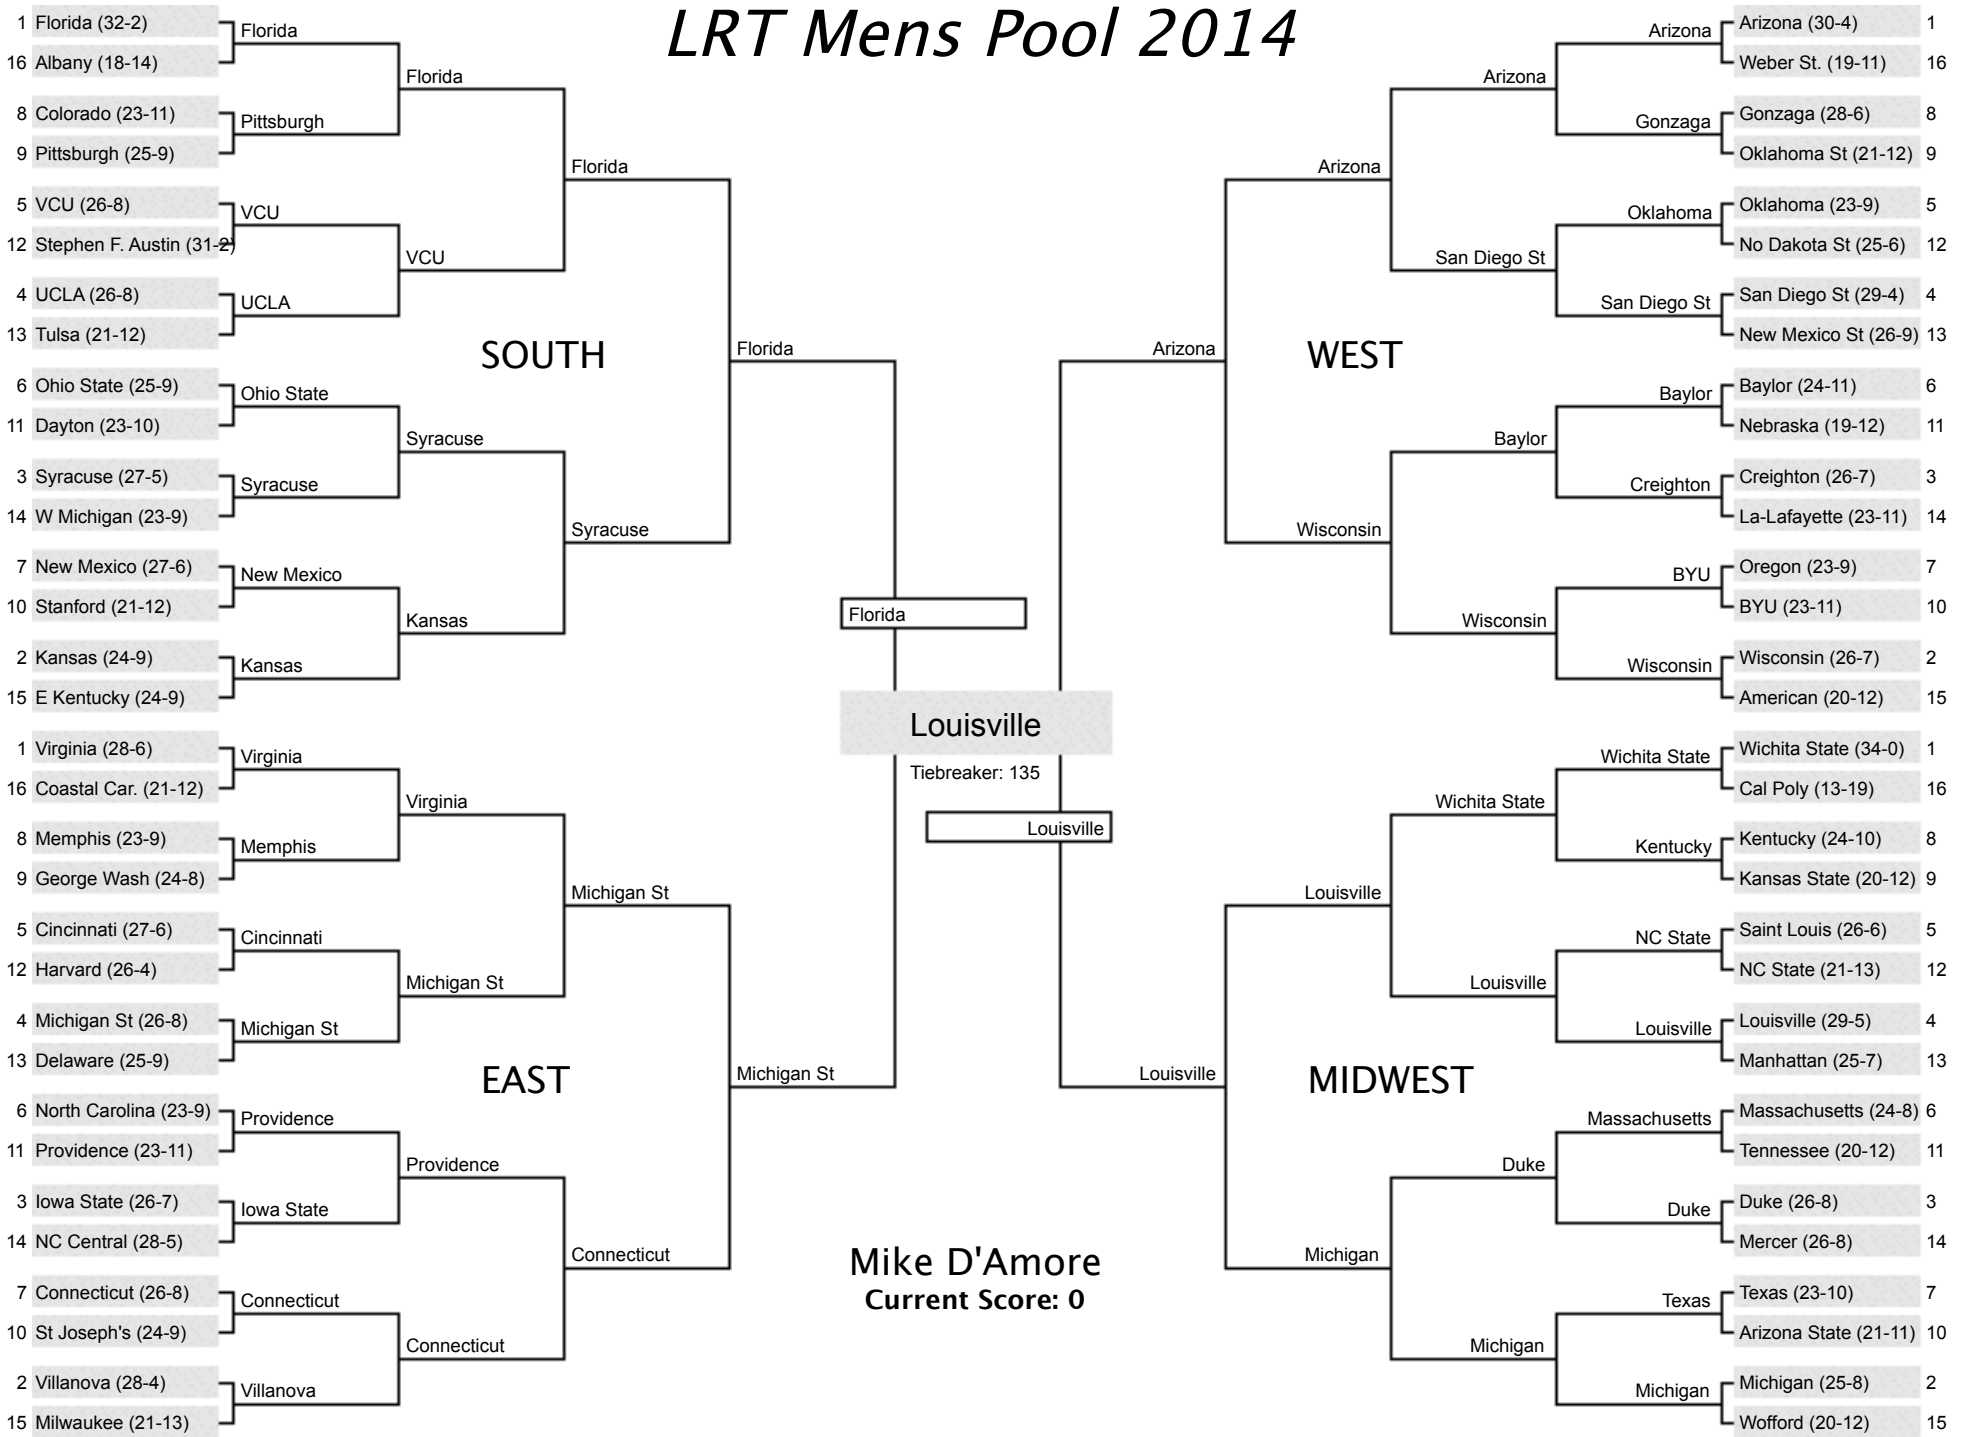 LRT Mens Pool 2014
1 Florida (32-2)
Florida
16 Albany (18-14)
Florida
8 Colorado (23-11)
Pittsburgh
9 Pittsburgh (25-9)
Florida
5 VCU (26-8)
VCU
12 Stephen F. Austin (31-2)
VCU
4 UCLA (26-8)
UCLA
13 Tulsa (21-12)
SOUTH
Florida
6 Ohio State (25-9)
Ohio State
11 Dayton (23-10)
Syracuse
3 Syracuse (27-5)
Syracuse
14 W Michigan (23-9)
Syracuse
7 New Mexico (27-6)
New Mexico
10 Stanford (21-12)
Kansas
2 Kansas (24-9)
Kansas
15 E Kentucky (24-9)
1 Virginia (28-6)
Virginia
16 Coastal Car. (21-12)
Virginia
8 Memphis (23-9)
Memphis
9 George Wash (24-8)
Michigan St
5 Cincinnati (27-6)
Cincinnati
12 Harvard (26-4)
Michigan St
4 Michigan St (26-8)
Michigan St
13 Delaware (25-9)
EAST
Michigan St
6 North Carolina (23-9)
Providence
11 Providence (23-11)
Providence
3 Iowa State (26-7)
Iowa State
14 NC Central (28-5)
Connecticut
7 Connecticut (26-8)
Connecticut
10 St Joseph's (24-9)
Connecticut
2 Villanova (28-4)
Villanova
15 Milwaukee (21-13)
Florida
Louisville
Tiebreaker: 135
Louisville
Mike D'Amore
Current Score: 0
Arizona (30-4) 1
Arizona
Weber St. (19-11) 16
Arizona
Gonzaga (28-6) 8
Gonzaga
Oklahoma St (21-12) 9
Arizona
Oklahoma (23-9) 5
Oklahoma
No Dakota St (25-6) 12
San Diego St
San Diego St (29-4) 4
San Diego St
New Mexico St (26-9) 13
WEST
Arizona
Baylor (24-11) 6
Baylor
Nebraska (19-12) 11
Baylor
Creighton (26-7) 3
Creighton
La-Lafayette (23-11) 14
Wisconsin
Oregon (23-9) 7
BYU
BYU (23-11) 10
Wisconsin
Wisconsin (26-7) 2
Wisconsin
American (20-12) 15
Wichita State (34-0) 1
Wichita State
Cal Poly (13-19) 16
Wichita State
Kentucky (24-10) 8
Kentucky
Kansas State (20-12) 9
Louisville
Saint Louis (26-6) 5
NC State
NC State (21-13) 12
Louisville
Louisville (29-5) 4
Louisville
Manhattan (25-7) 13
MIDWEST
Louisville
Massachusetts (24-8) 6
Massachusetts
Tennessee (20-12) 11
Duke
Duke (26-8) 3
Duke
Mercer (26-8) 14
Michigan
Texas (23-10) 7
Texas
Arizona State (21-11) 10
Michigan
Michigan (25-8) 2
Michigan
Wofford (20-12) 15